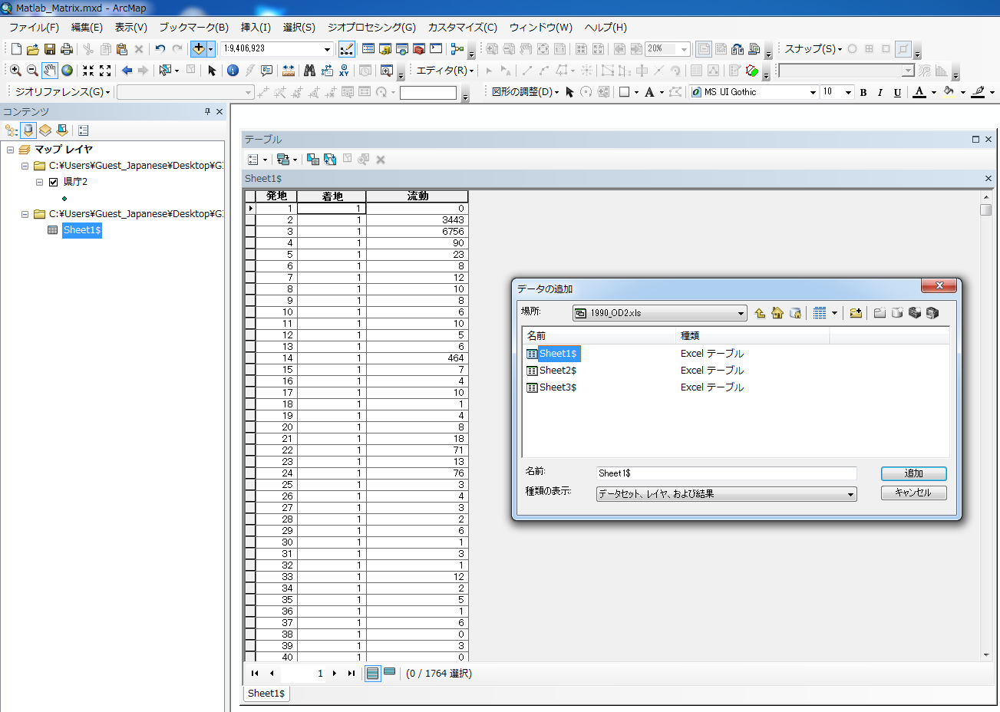 Matlab_Matrix.mxd - ArcMap
ファイル(F) 編集(E) 表示(V) ブックマーク(B) 挿入(I) 選択(S) ジオプロセシング(G) カスタマイズ(C) ウィンドウ(W) ヘルプ(H)
1:9,406,923 20% スナップ(S)
エディタ(R)
ジオリファレンス(G) 図形の調整(D) A MS UI Gothic 10 B I U A
コンテンツ
マップ レイヤ
C:¥Users¥Guest_Japanese¥Desktop¥G
県庁2
C:¥Users¥Guest_Japanese¥Desktop¥G
Sheet1$
テーブル
Sheet1$
発地 着地 流動
1 1 0
2 1 3443
3 1 6756
4 1 90
5 1 23
6 1 8
7 1 12
8 1 10
9 1 8
10 1 6
11 1 10
12 1 5
13 1 6
14 1 464
15 1 7
16 1 4
17 1 10
18 1 1
19 1 4
20 1 8
21 1 18
22 1 71
23 1 13
24 1 76
25 1 3
26 1 4
27 1 3
28 1 2
29 1 6
30 1 1
31 1 3
32 1 1
33 1 12
34 1 2
35 1 5
36 1 1
37 1 6
38 1 0
39 1 3
40 1 0
1 (0 / 1764 選択)
Sheet1$
データの追加
場所: 1990_OD2.xls
名前 種類
Sheet1$ Excel テーブル
Sheet2$ Excel テーブル
Sheet3$ Excel テーブル
名前: Sheet1$ 追加
種類の表示: データセット、レイヤ、および結果 キャンセル